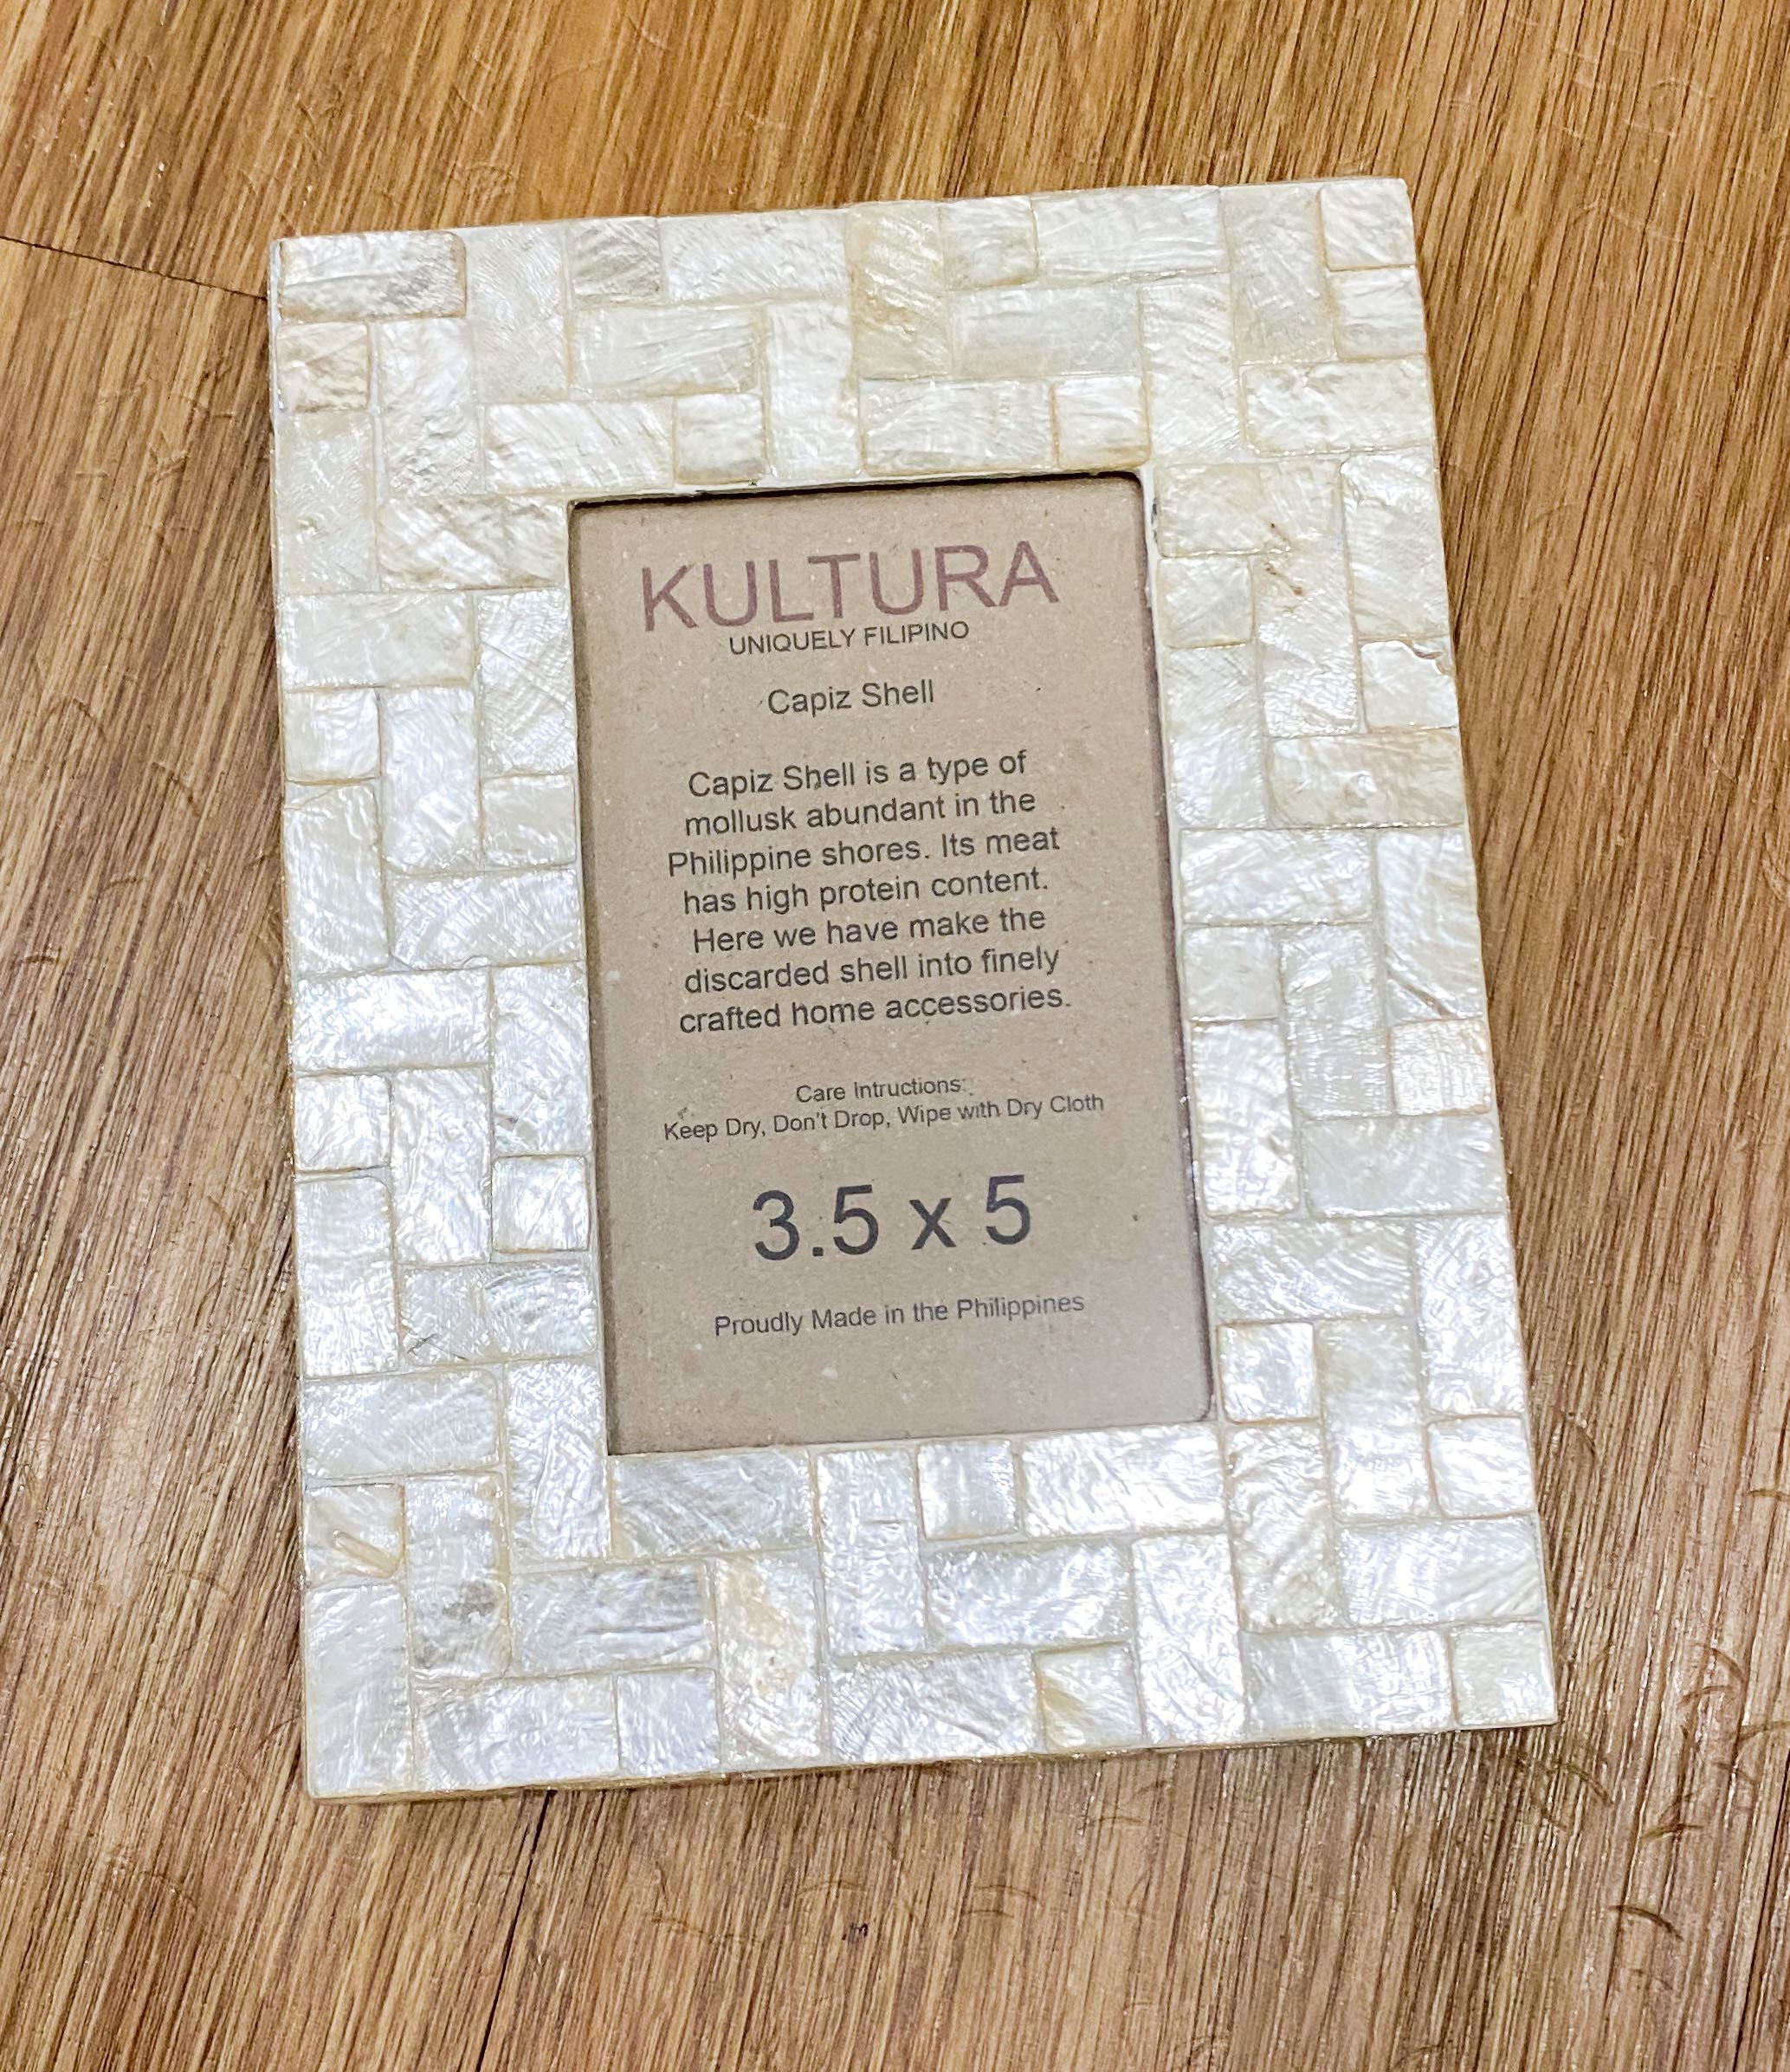 KULTURA
UNIQUELY FILIPINO
Capiz Shell
Capiz Shell is a type of
mollusk abundant in the
Philippine shores. Its meat
has high protein content.
Here we have make the
discarded shell into finely
crafted home accessories.
Care Intructions:
Keep Dry, Don't Drop, Wipe with Dry Cloth
3.5 x 5
Proudly Made in the Philippines